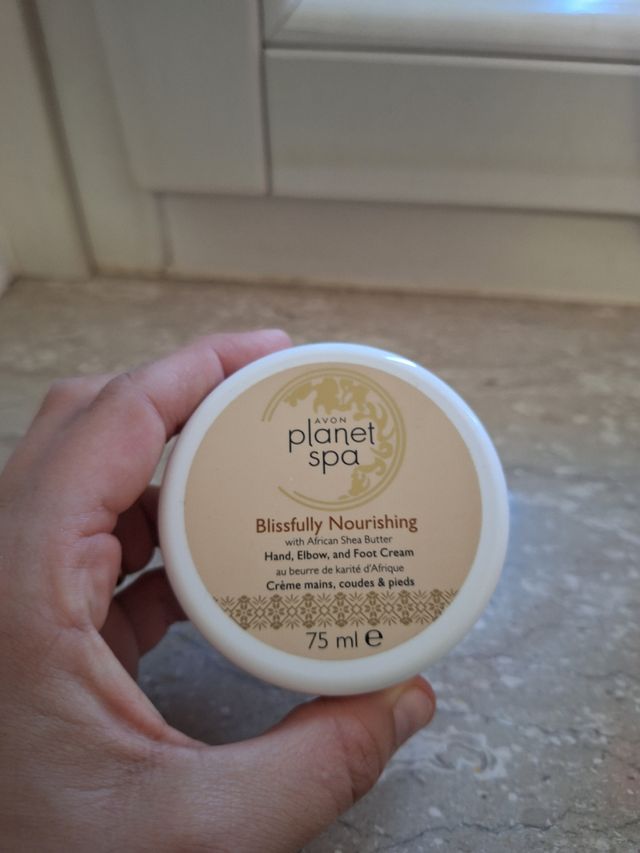 AVON
planet
spa
Blissfully Nourishing
with African Shea Butter
Hand, Elbow, and Foot Cream
au beurre de karité d'Afrique
Crème mains, coudes & pieds
75 ml ℮